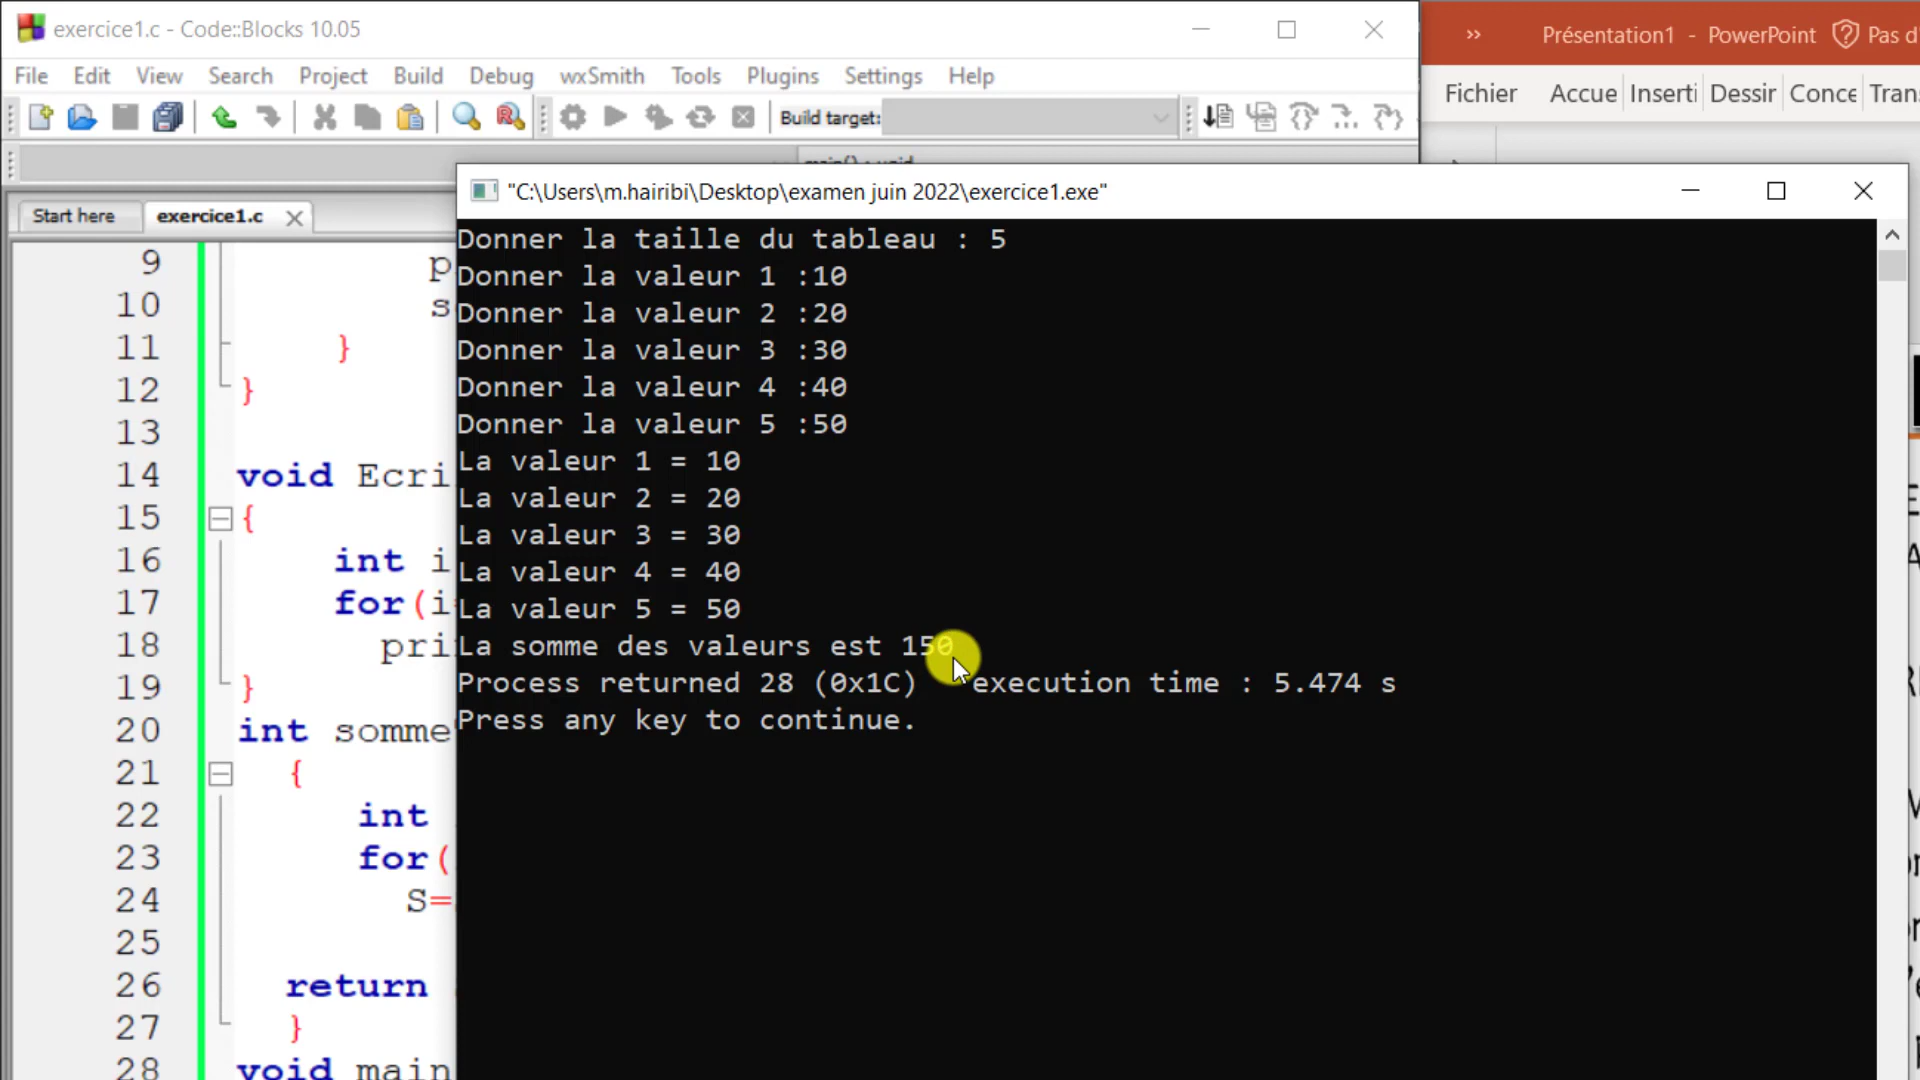 exercice1.c - Code::Blocks 10.05
File Edit View Search Project Build Debug wxSmith Tools Plugins Settings Help
Build target:
main() : void
Start here exercice1.c
Présentation1 - PowerPoint Pas d'
Fichier Accue Inserti Dessir Conce Tran
"C:\Users\m.hairibi\Desktop\examen juin 2022\exercice1.exe"
Donner la taille du tableau : 5
Donner la valeur 1 :10
Donner la valeur 2 :20
Donner la valeur 3 :30
Donner la valeur 4 :40
Donner la valeur 5 :50
La valeur 1 = 10
La valeur 2 = 20
La valeur 3 = 30
La valeur 4 = 40
La valeur 5 = 50
La somme des valeurs est 150
Process returned 28 (0x1C) execution time : 5.474 s
Press any key to continue.
9 p
10 s
11 }
12 }
13
14 void Ecri
15 {
16 int i
17 for(i
18 pri
19 }
20 int somme
21 {
22 int
23 for(
24 S=
25
26 return
27 }
28 void main